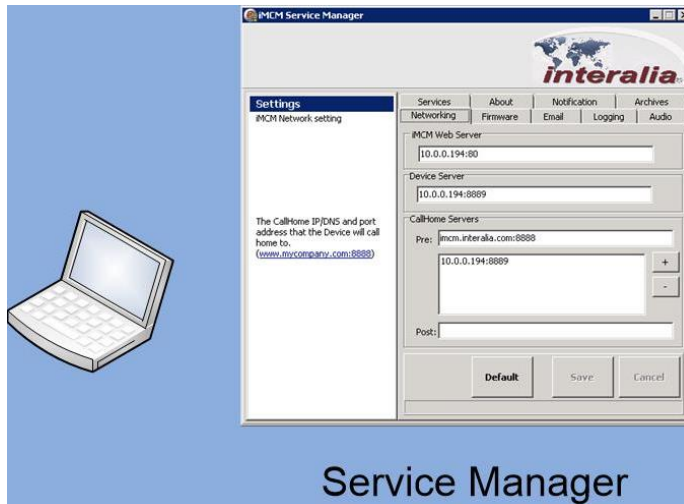 iMCM Service Manager
interalia
Settings
iMCM Network setting
The CallHome IP/DNS and port
address that the Device will call
home to.
(www.mycompany.com:8888)
Services About Notification Archives
Networking Firmware Email Logging Audio
iMCM Web Server
10.0.0.194:80
Device Server
10.0.0.194:8889
CallHome Servers
Pre: imcm.interalia.com:8888
10.0.0.194:8889
+
-
Post:
Default Save Cancel
Service Manager